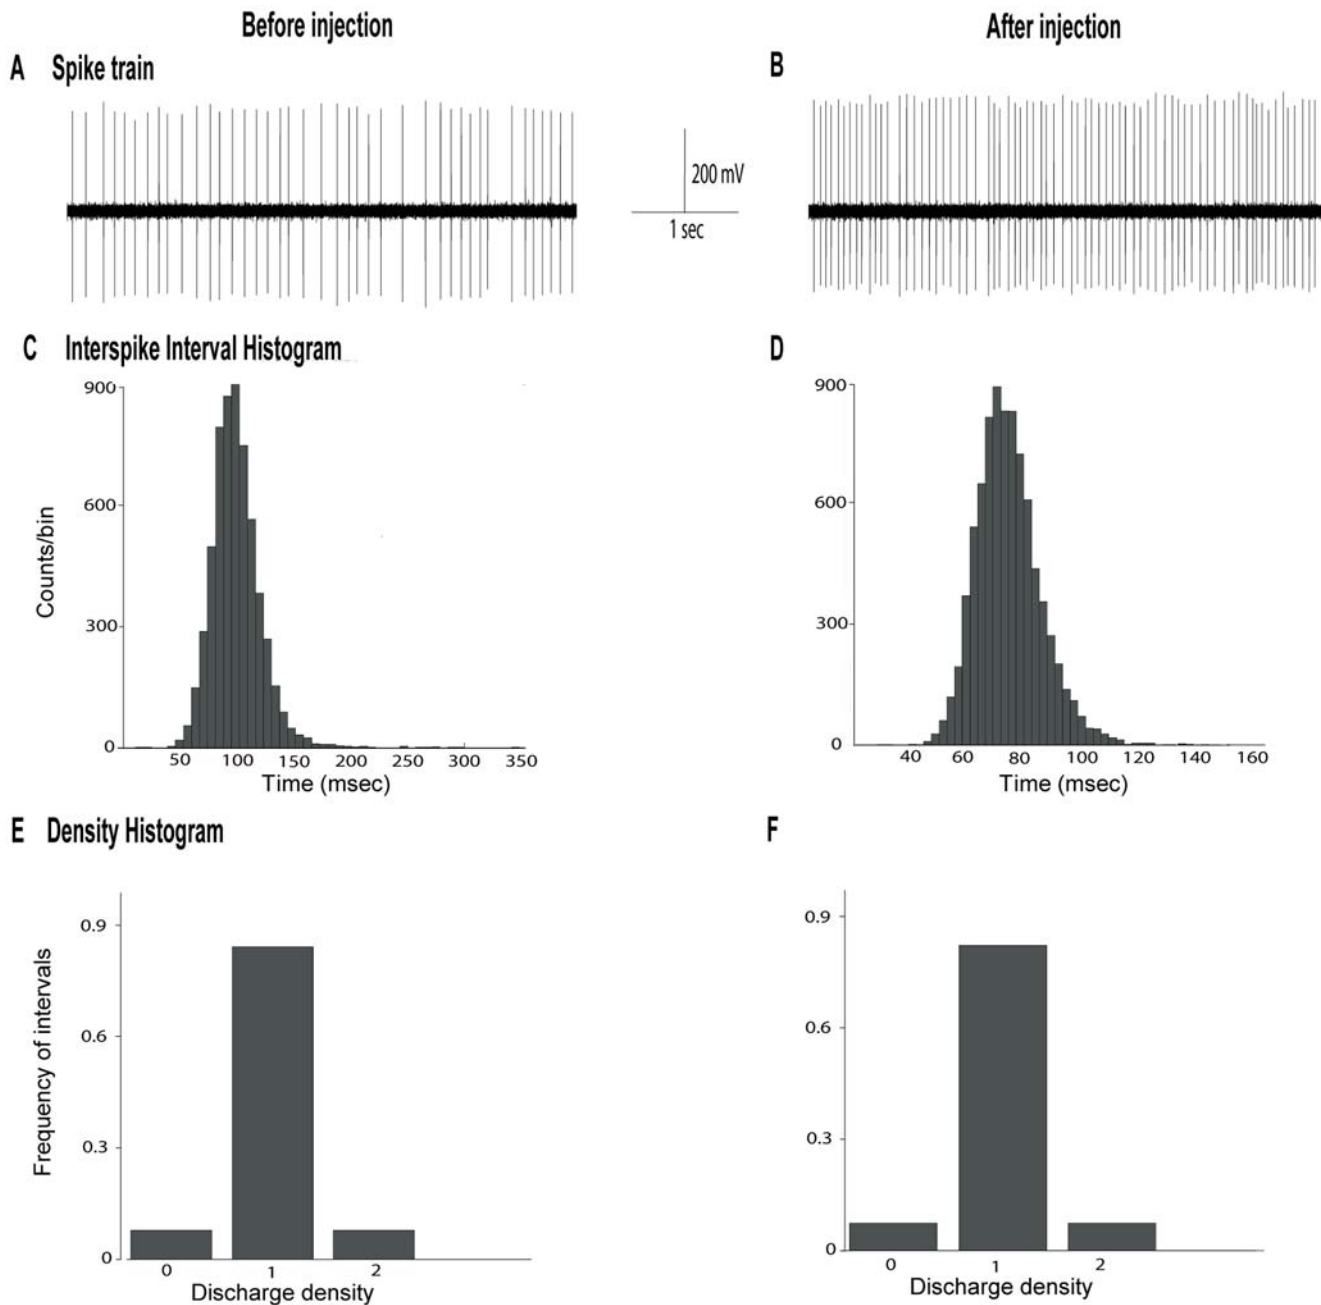 Before injection
After injection
A Spike train
B
200 mV
1 sec
C Interspike Interval Histogram
D
900
600
300
0
Counts/bin
50 100 150 200 250 300 350
Time (msec)
900
600
300
0
40 60 80 100 120 140 160
Time (msec)
E Density Histogram
F
0.9
0.6
0.3
0
Frequency of intervals
0 1 2
Discharge density
0.9
0.6
0.3
0
0 1 2
Discharge density